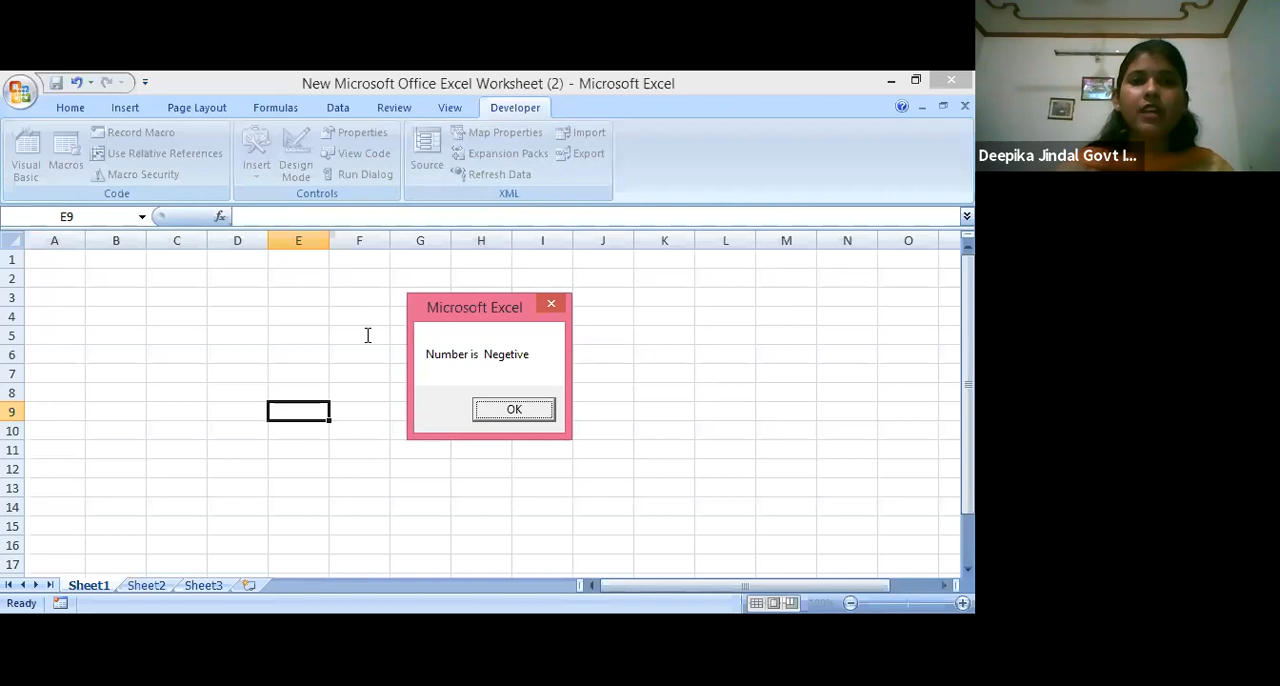 New Microsoft Office Excel Worksheet (2) - Microsoft Excel
Home Insert Page Layout Formulas Data Review View Developer
Visual Basic
Macros
Record Macro
Use Relative References
Macro Security
Code
Insert
Design Mode
Properties
View Code
Run Dialog
Controls
Source
Map Properties
Expansion Packs
Refresh Data
Import
Export
XML
E9
fx
A B C D E F G H I J K L M N O
1
2
3
4
5
6
7
8
9
10
11
12
13
14
15
16
17
Microsoft Excel
Number is Negetive
OK
Sheet1 Sheet2 Sheet3
Ready
Deepika Jindal Govt I...